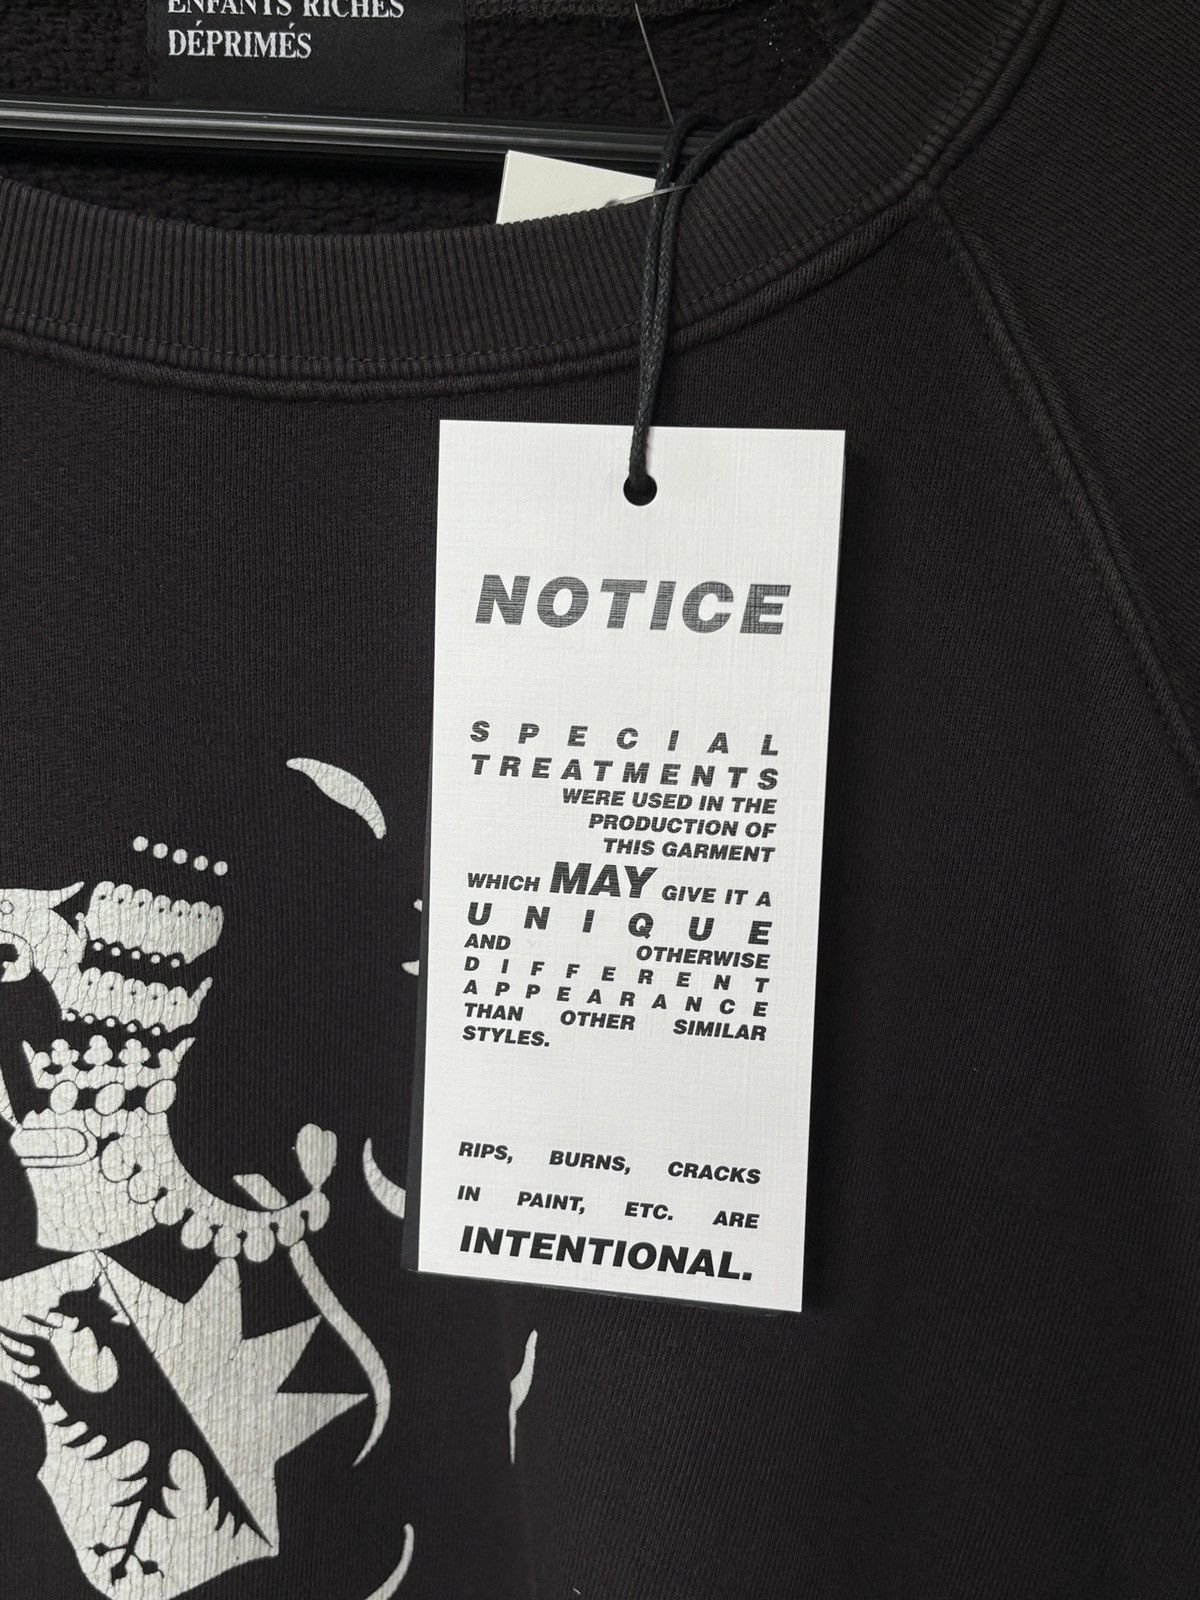 ENFANTS RICHES
DÉPRIMÉS
NOTICE
SPECIAL
TREATMENTS
WERE USED IN THE
PRODUCTION OF
THIS GARMENT
WHICH MAY GIVE IT A
UNIQUE
AND OTHERWISE
DIFFERENT
APPEARANCE
THAN OTHER SIMILAR
STYLES.
RIPS, BURNS, CRACKS
IN PAINT, ETC. ARE
INTENTIONAL.